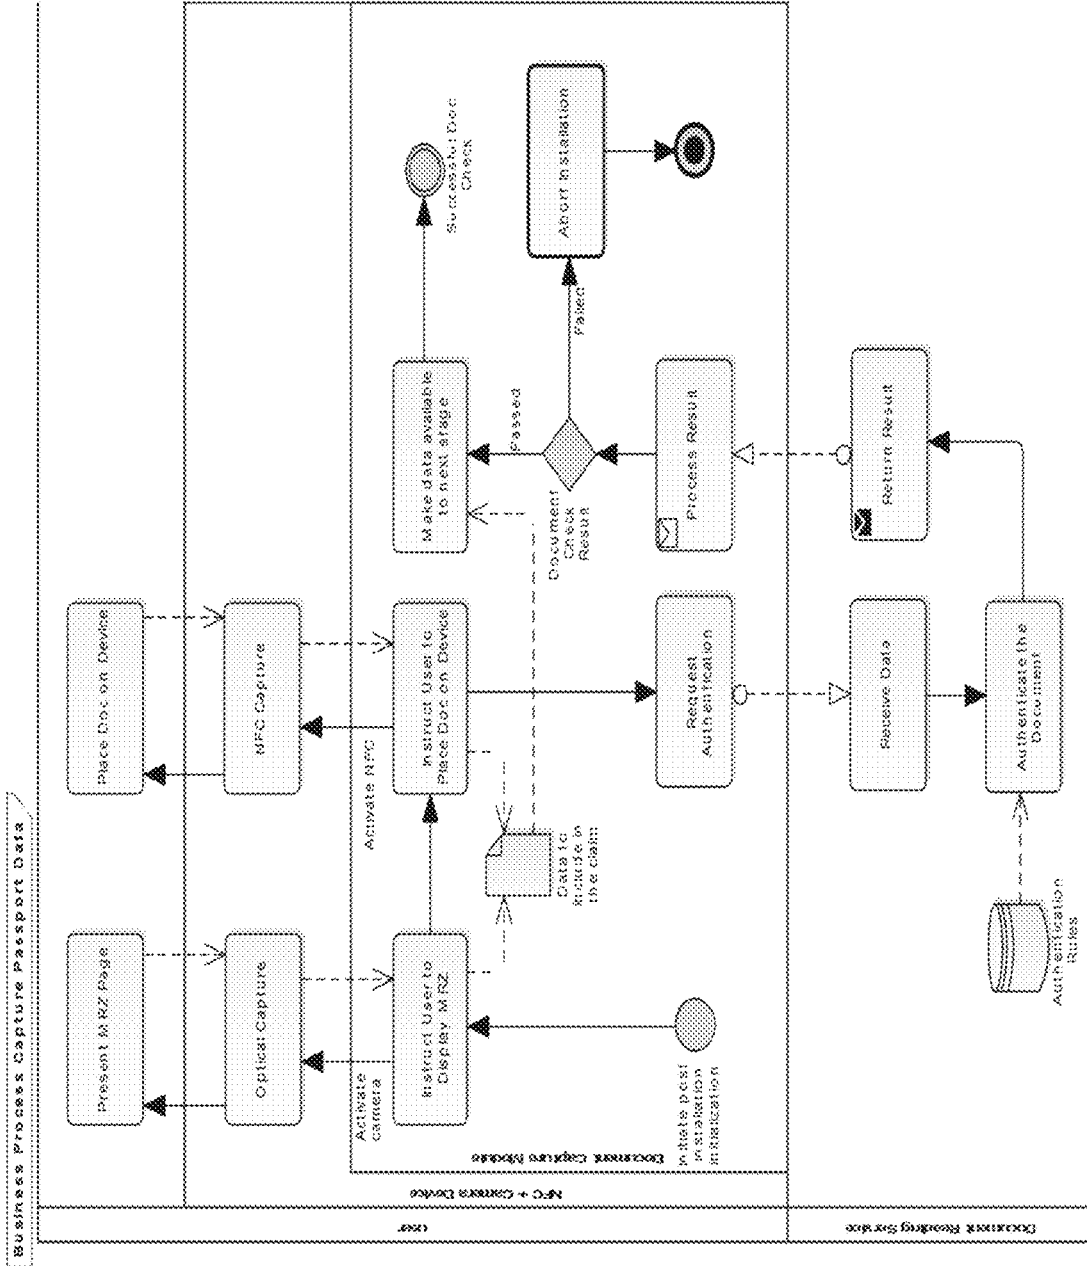 Business Process Capture Passport Data
user
NFC + Camera Device
Document Capture Module
Document Reading Service
Present MRZ Page
Place Doc on Device
Optical Capture
NFC Capture
Activate
camera
Activate NFC
Instruct User to
Display MRZ
Instruct User to
Place Doc on Device
Make data available
to next stage
Successful Doc
Check
Data to
include in
the claim
Passed
Document
Check
Result
Failed
Abort Installation
Initiate post
installation
initialization
Request
Authentication
Process Result
Receive Data
Return Result
Authentication
Rules
Authenticate the
Document